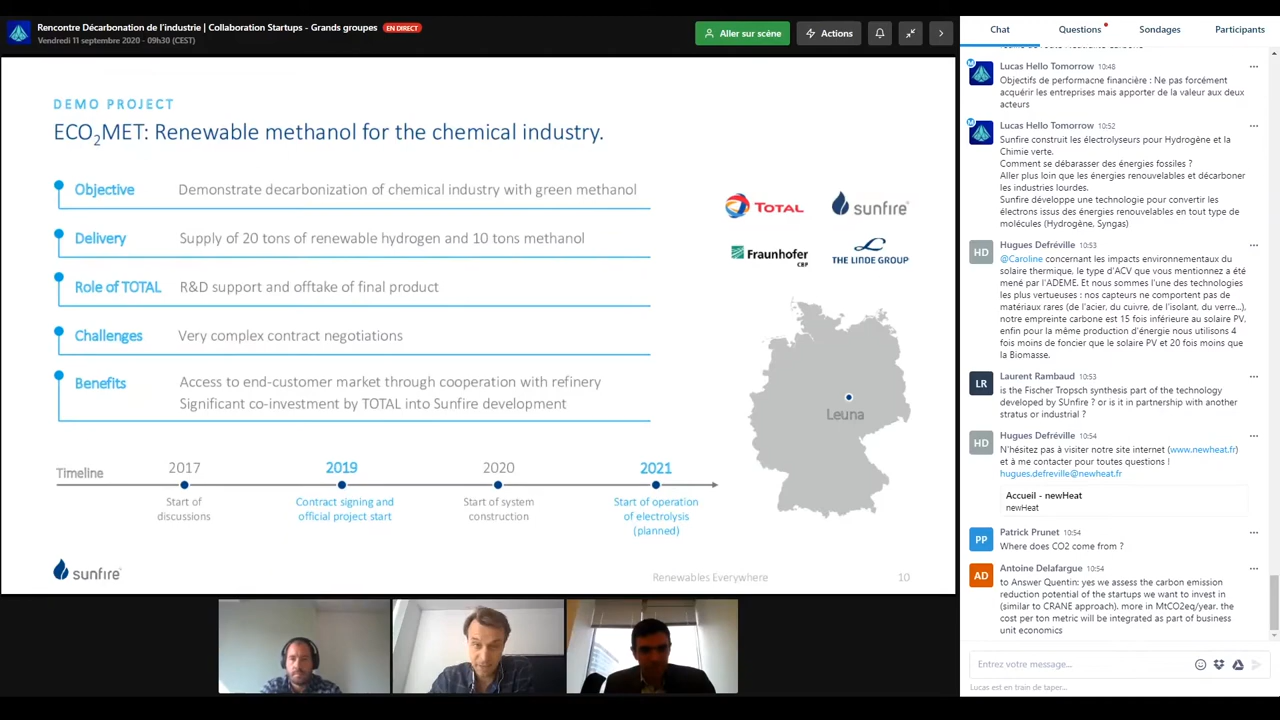 Rencontre Décarbonation de l'industrie | Collaboration Startups - Grands groupes EN DIRECT
Vendredi 11 septembre 2020 - 09h30 (CEST)
Aller sur scène
Actions
DEMO PROJECT
ECO2MET: Renewable methanol for the chemical industry.
Objective Demonstrate decarbonization of chemical industry with green methanol
Delivery Supply of 20 tons of renewable hydrogen and 10 tons methanol
Role of TOTAL R&D support and offtake of final product
Challenges Very complex contract negotiations
Benefits Access to end-customer market through cooperation with refinery
Significant co-investment by TOTAL into Sunfire development
TOTAL
sunfire
Fraunhofer
CBP
THE LINDE GROUP
Leuna
Timeline
2017
Start of
discussions
2019
Contract signing and
official project start
2020
Start of system
construction
2021
Start of operation
of electrolysis
(planned)
sunfire
Renewables Everywhere
10
Chat Questions Sondages Participants
Lucas Hello Tomorrow 10:48
Objectifs de performacne financière : Ne pas forcément
acquérir les entreprises mais apporter de la valeur aux deux
acteurs
Lucas Hello Tomorrow 10:52
Sunfire construit les électrolyseurs pour Hydrogène et la
Chimie verte.
Comment se débarasser des énergies fossiles ?
Aller plus loin que les énergies renouvelables et décarboner
les industries lourdes.
Sunfire développe une technologie pour convertir les
électrons issus des énergies renouvelables en tout type de
molécules (Hydrogène, Syngas)
HD
Hugues Defréville 10:53
@Caroline concernant les impacts environnementaux du
solaire thermique, le type d'ACV que vous mentionnez a été
mené par l'ADEME. Et nous sommes l'une des technologies
les plus vertueuses : nos capteurs ne comportent pas de
matériaux rares (de l'acier, du cuivre, de l'isolant, du verre...),
notre empreinte carbone est 15 fois inférieure au solaire PV,
enfin pour la même production d'énergie nous utilisons 4
fois moins de foncier que le solaire PV et 20 fois moins que
la Biomasse.
LR
Laurent Rambaud 10:53
is the Fischer Tropsch synthesis part of the technology
developed by SUnfire ? or is it in partnership with another
stratus or industrial ?
HD
Hugues Defréville 10:54
N'hésitez pas à visiter notre site internet (www.newheat.fr)
et à me contacter pour toutes questions !
hugues.defreville@newheat.fr
Accueil - newHeat
newHeat
PP
Patrick Prunet 10:54
Where does CO2 come from ?
AD
Antoine Delafargue 10:54
to Answer Quentin: yes we assess the carbon emission
reduction potential of the startups we want to invest in
(similar to CRANE approach). more in MtCO2eq/year. the
cost per ton metric will be integrated as part of business
unit economics
Entrez votre message...
Lucas est en train de taper...